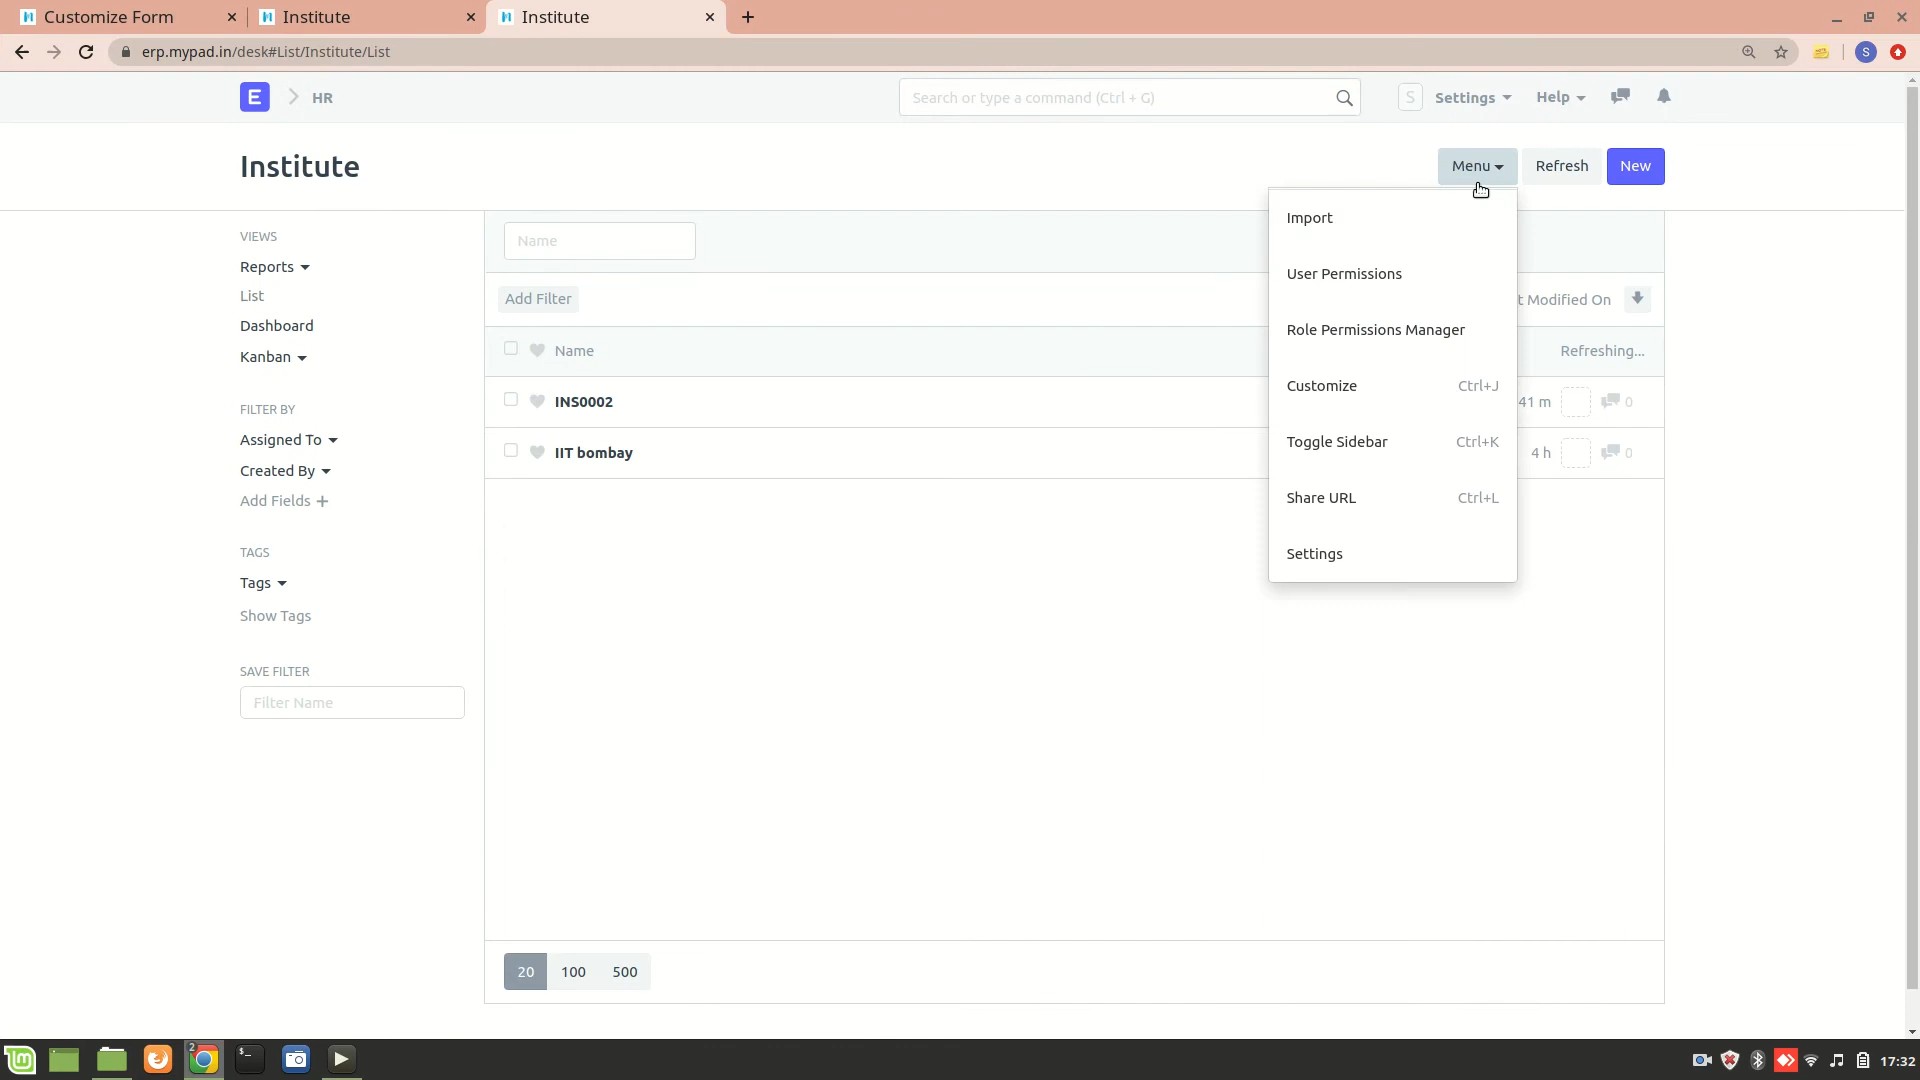 Customize Form
Institute
Institute
erp.mypad.in/desk#List/Institute/List
S
E
HR
Search or type a command (Ctrl + G)
S
Settings
Help
Institute
Menu
Refresh
New
VIEWS
Reports
List
Dashboard
Kanban
FILTER BY
Assigned To
Created By
Add Fields
TAGS
Tags
Show Tags
SAVE FILTER
Filter Name
Name
Add Filter
t Modified On
Name
Refreshing...
INS0002
41 m
0
IIT bombay
4 h
0
Import
User Permissions
Role Permissions Manager
Customize Ctrl+J
Toggle Sidebar Ctrl+K
Share URL Ctrl+L
Settings
20 100 500
2
17:32